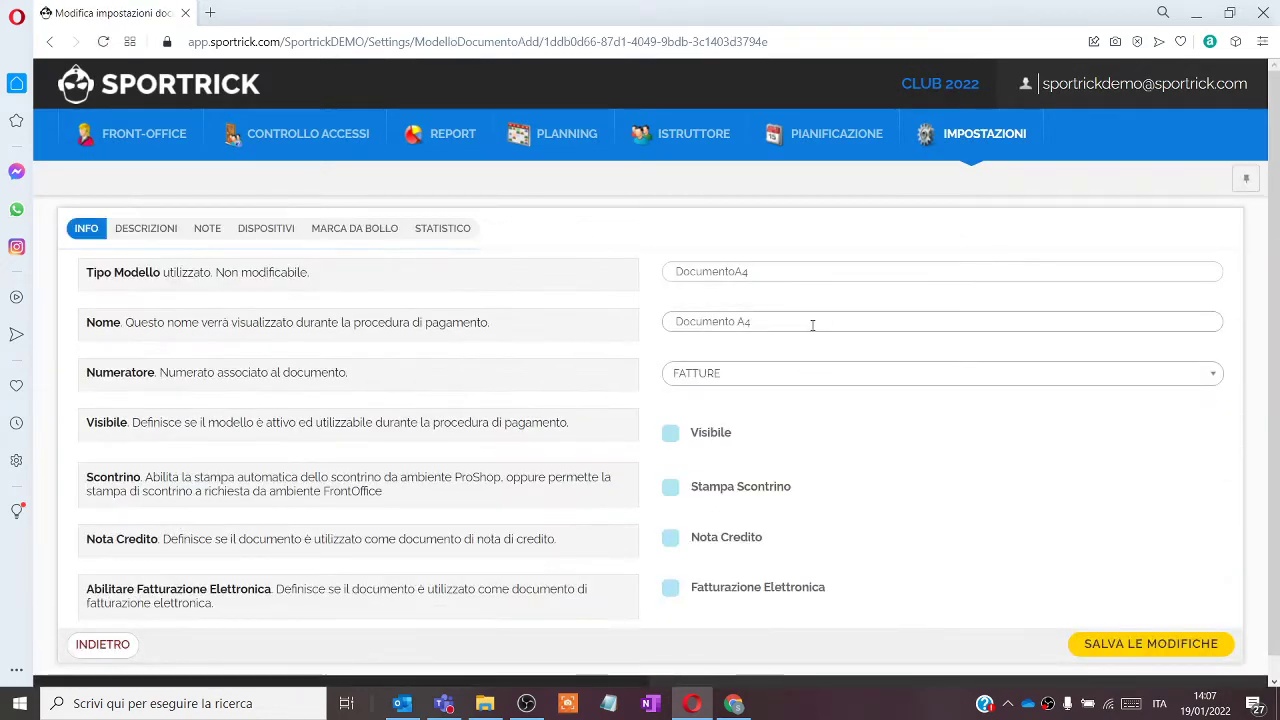 Modifica impostazioni doc
app.sportrick.com/SportrickDEMO/Settings/ModelloDocumentoAdd/1ddb0d66-87d1-4049-9bdb-3c1403d3794e
SPORTRICK
CLUB 2022
sportrickdemo@sportrick.com
FRONT-OFFICE
CONTROLLO ACCESSI
REPORT
PLANNING
ISTRUTTORE
PIANIFICAZIONE
IMPOSTAZIONI
INFO
DESCRIZIONI
NOTE
DISPOSITIVI
MARCA DA BOLLO
STATISTICO
Tipo Modello utilizzato. Non modificabile.
DocumentoA4
Nome. Questo nome verrà visualizzato durante la procedura di pagamento.
Documento A4
Numeratore. Numerato associato al documento.
FATTURE
Visibile. Definisce se il modello è attivo ed utilizzabile durante la procedura di pagamento.
Visibile
Scontrino. Abilita la stampa automatica dello scontrino da ambiente ProShop, oppure permette la
stampa di scontrino a richiesta da ambiente FrontOffice
Stampa Scontrino
Nota Credito. Definisce se il documento è utilizzato come documento di nota di credito.
Nota Credito
Abilitare Fatturazione Elettronica. Definisce se il documento è utilizzato come documento di
fatturazione elettronica.
Fatturazione Elettronica
INDIETRO
SALVA LE MODIFICHE
Scrivi qui per eseguire la ricerca
ITA
14:07
19/01/2022
27